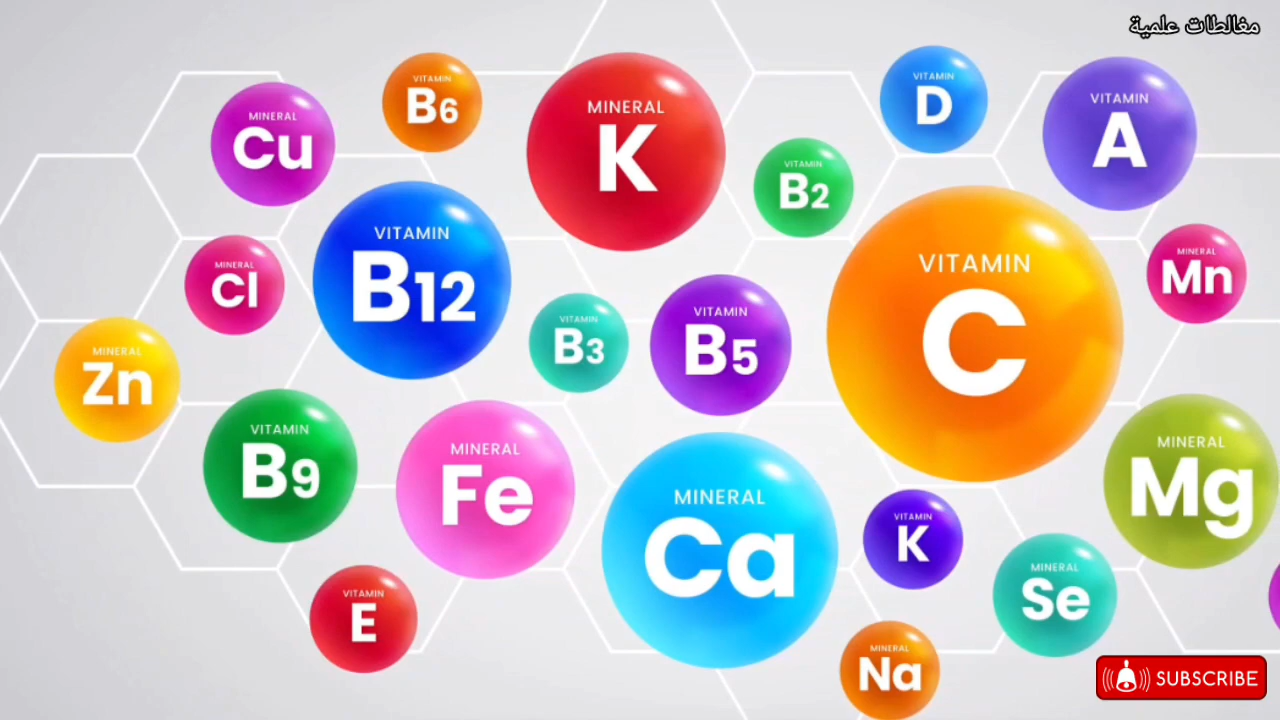 مغالطات علمية
MINERAL
Cu
VITAMIN
B6
MINERAL
K
VITAMIN
B2
VITAMIN
D
VITAMIN
A
MINERAL
Cl
VITAMIN
B12
VITAMIN
B3
VITAMIN
B5
VITAMIN
C
MINERAL
Mn
MINERAL
Zn
VITAMIN
B9
MINERAL
Fe
MINERAL
Ca
VITAMIN
K
MINERAL
Mg
VITAMIN
E
MINERAL
Se
MINERAL
Na
SUBSCRIBE